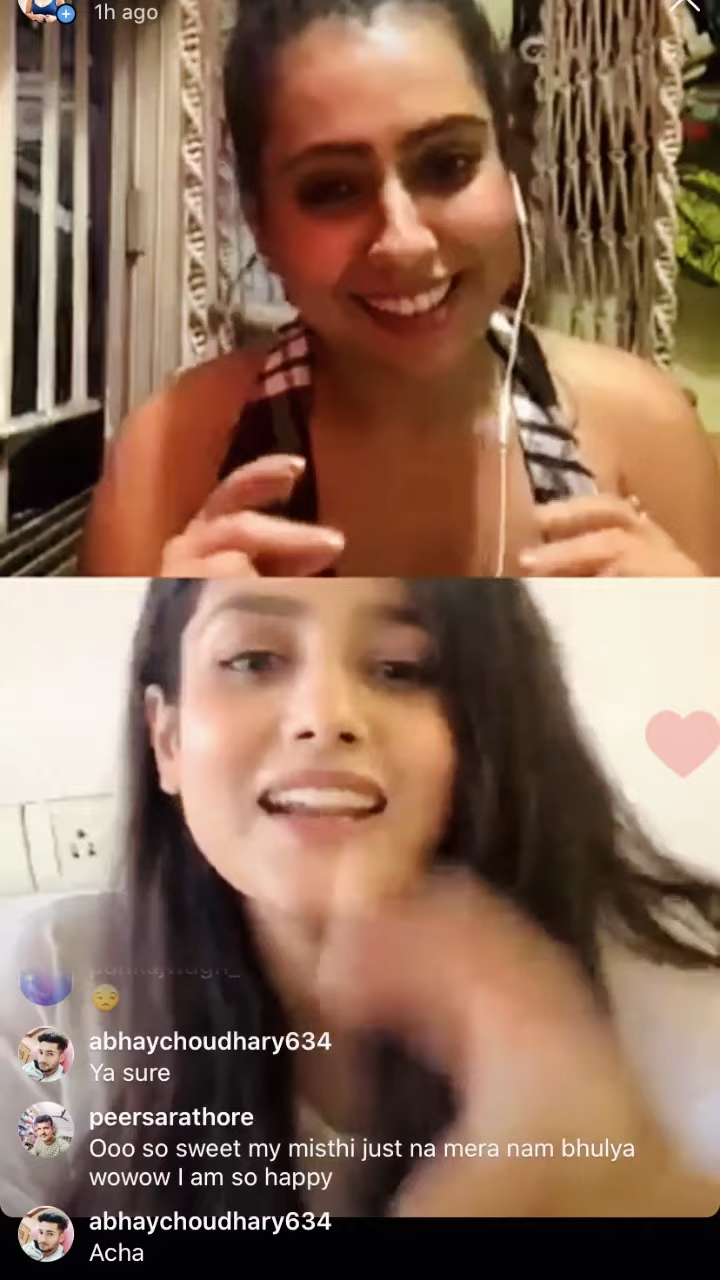 1h ago
abhaychoudhary634
Ya sure
peersarathore
Ooo so sweet my misthi just na mera nam bhulya
wowow I am so happy
abhaychoudhary634
Acha